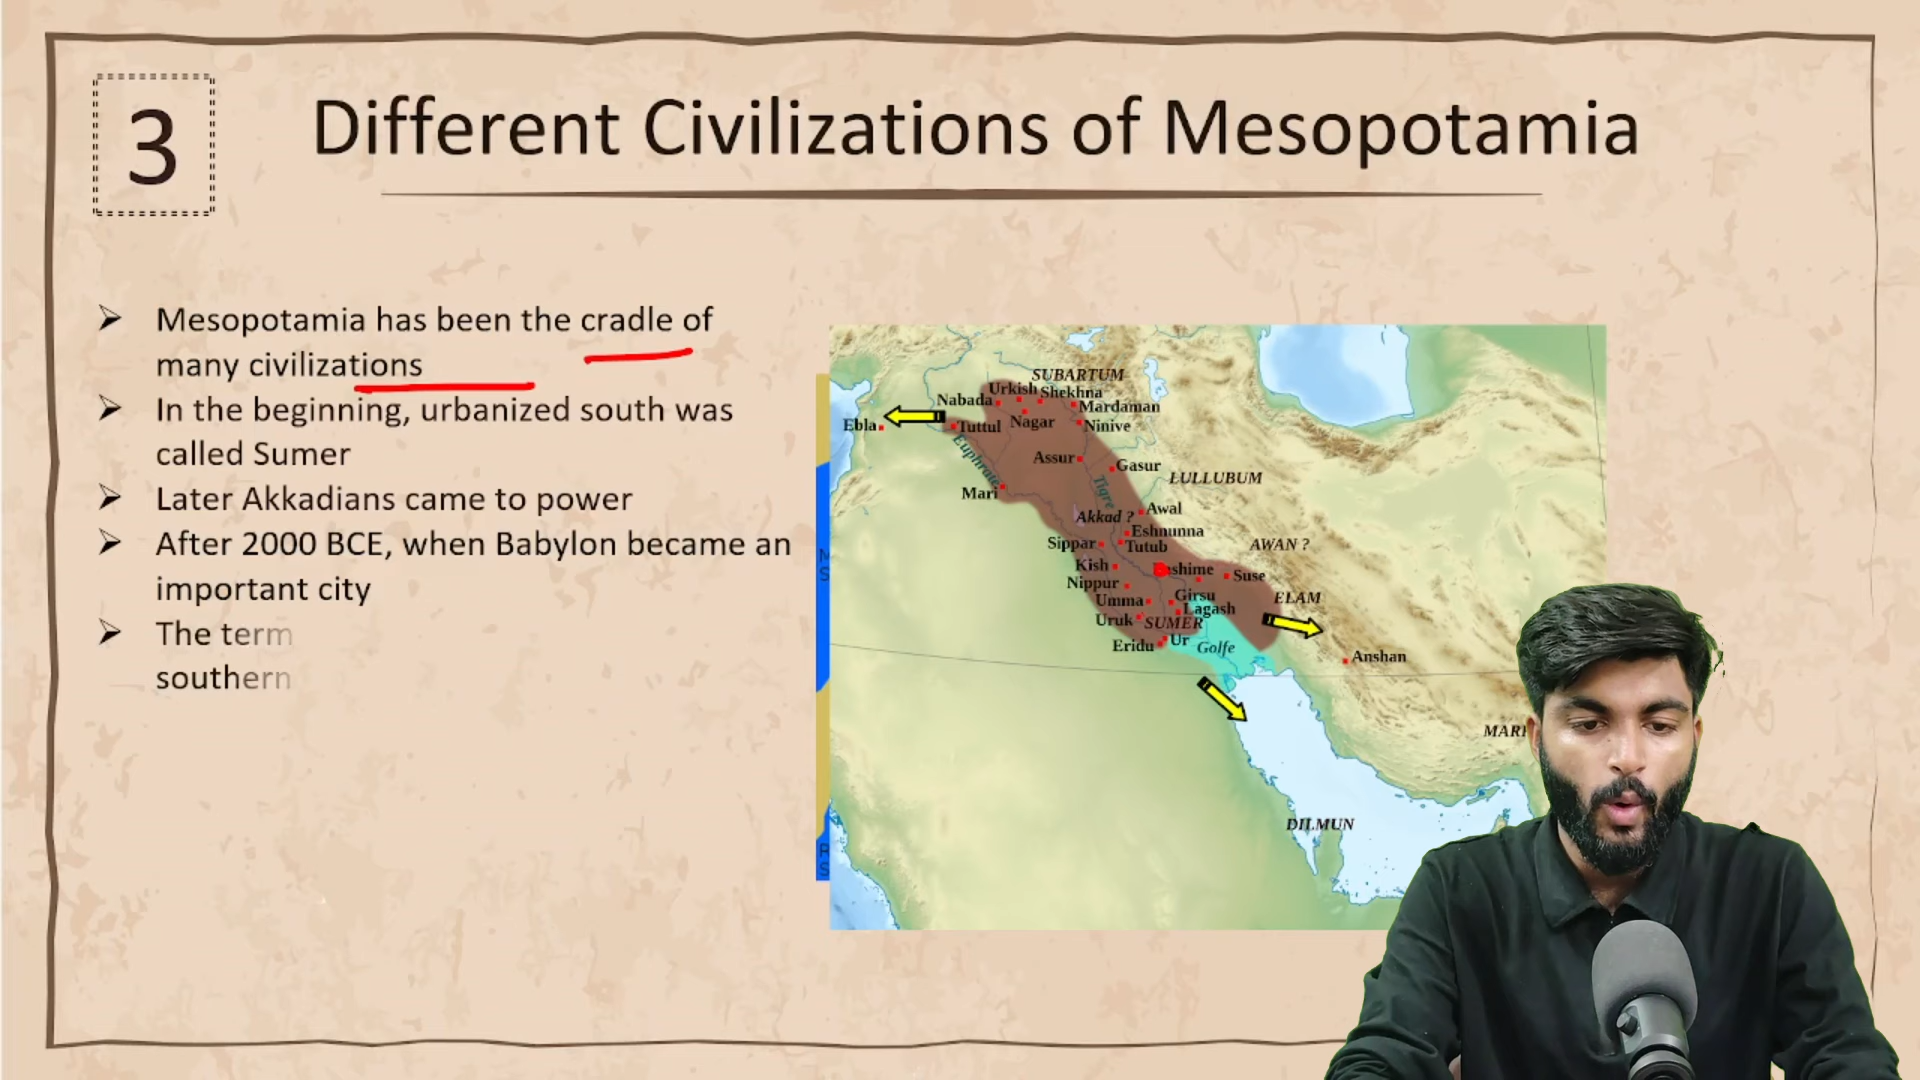 3
Different Civilizations of Mesopotamia
➢ Mesopotamia has been the cradle of
many civilizations
➢ In the beginning, urbanized south was
called Sumer
➢ Later Akkadians came to power
➢ After 2000 BCE, when Babylon became an
important city
➢ The term
southern
SUBARTUM
Urkish Shekhna
Nabada
Mardaman
Ebla
Tuttul
Nagar
Ninive
Euphrate
Assur
Gasur
LULLUBUM
Mari
Tigre
Awal
Akkad ?
Eshnunna
Sippar
Tutub
AWAN ?
Kish
Suse
Nippur
Umma
Girsu
ELAM
Lagash
Uruk
SUMER
Eridu
Ur
Golfe
Anshan
DILMUN
M
S
R
S